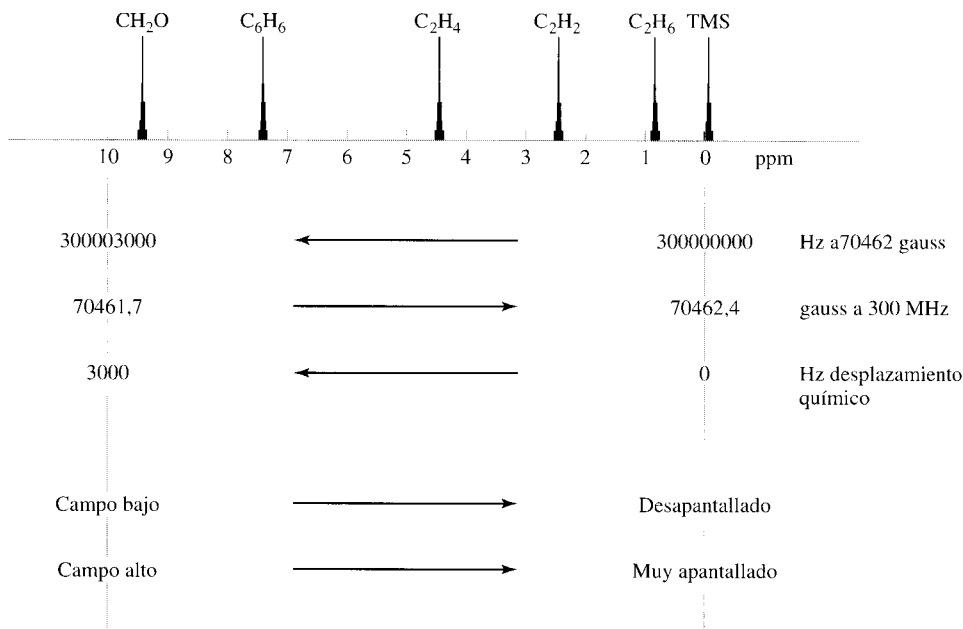 CH₂O C₆H₆ C₂H₄ C₂H₂ C₂H₆ TMS
10 9 8 7 6 5 4 3 2 1 0 ppm
300003000 300000000 Hz a70462 gauss
70461,7 70462,4 gauss a 300 MHz
3000 0 Hz desplazamiento
químico
Campo bajo Desapantallado
Campo alto Muy apantallado